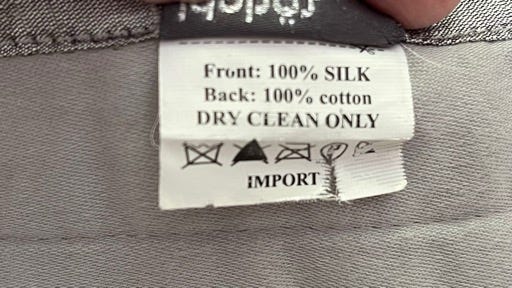 Front: 100% SILK
Back: 100% cotton
DRY CLEAN ONLY
IMPORT